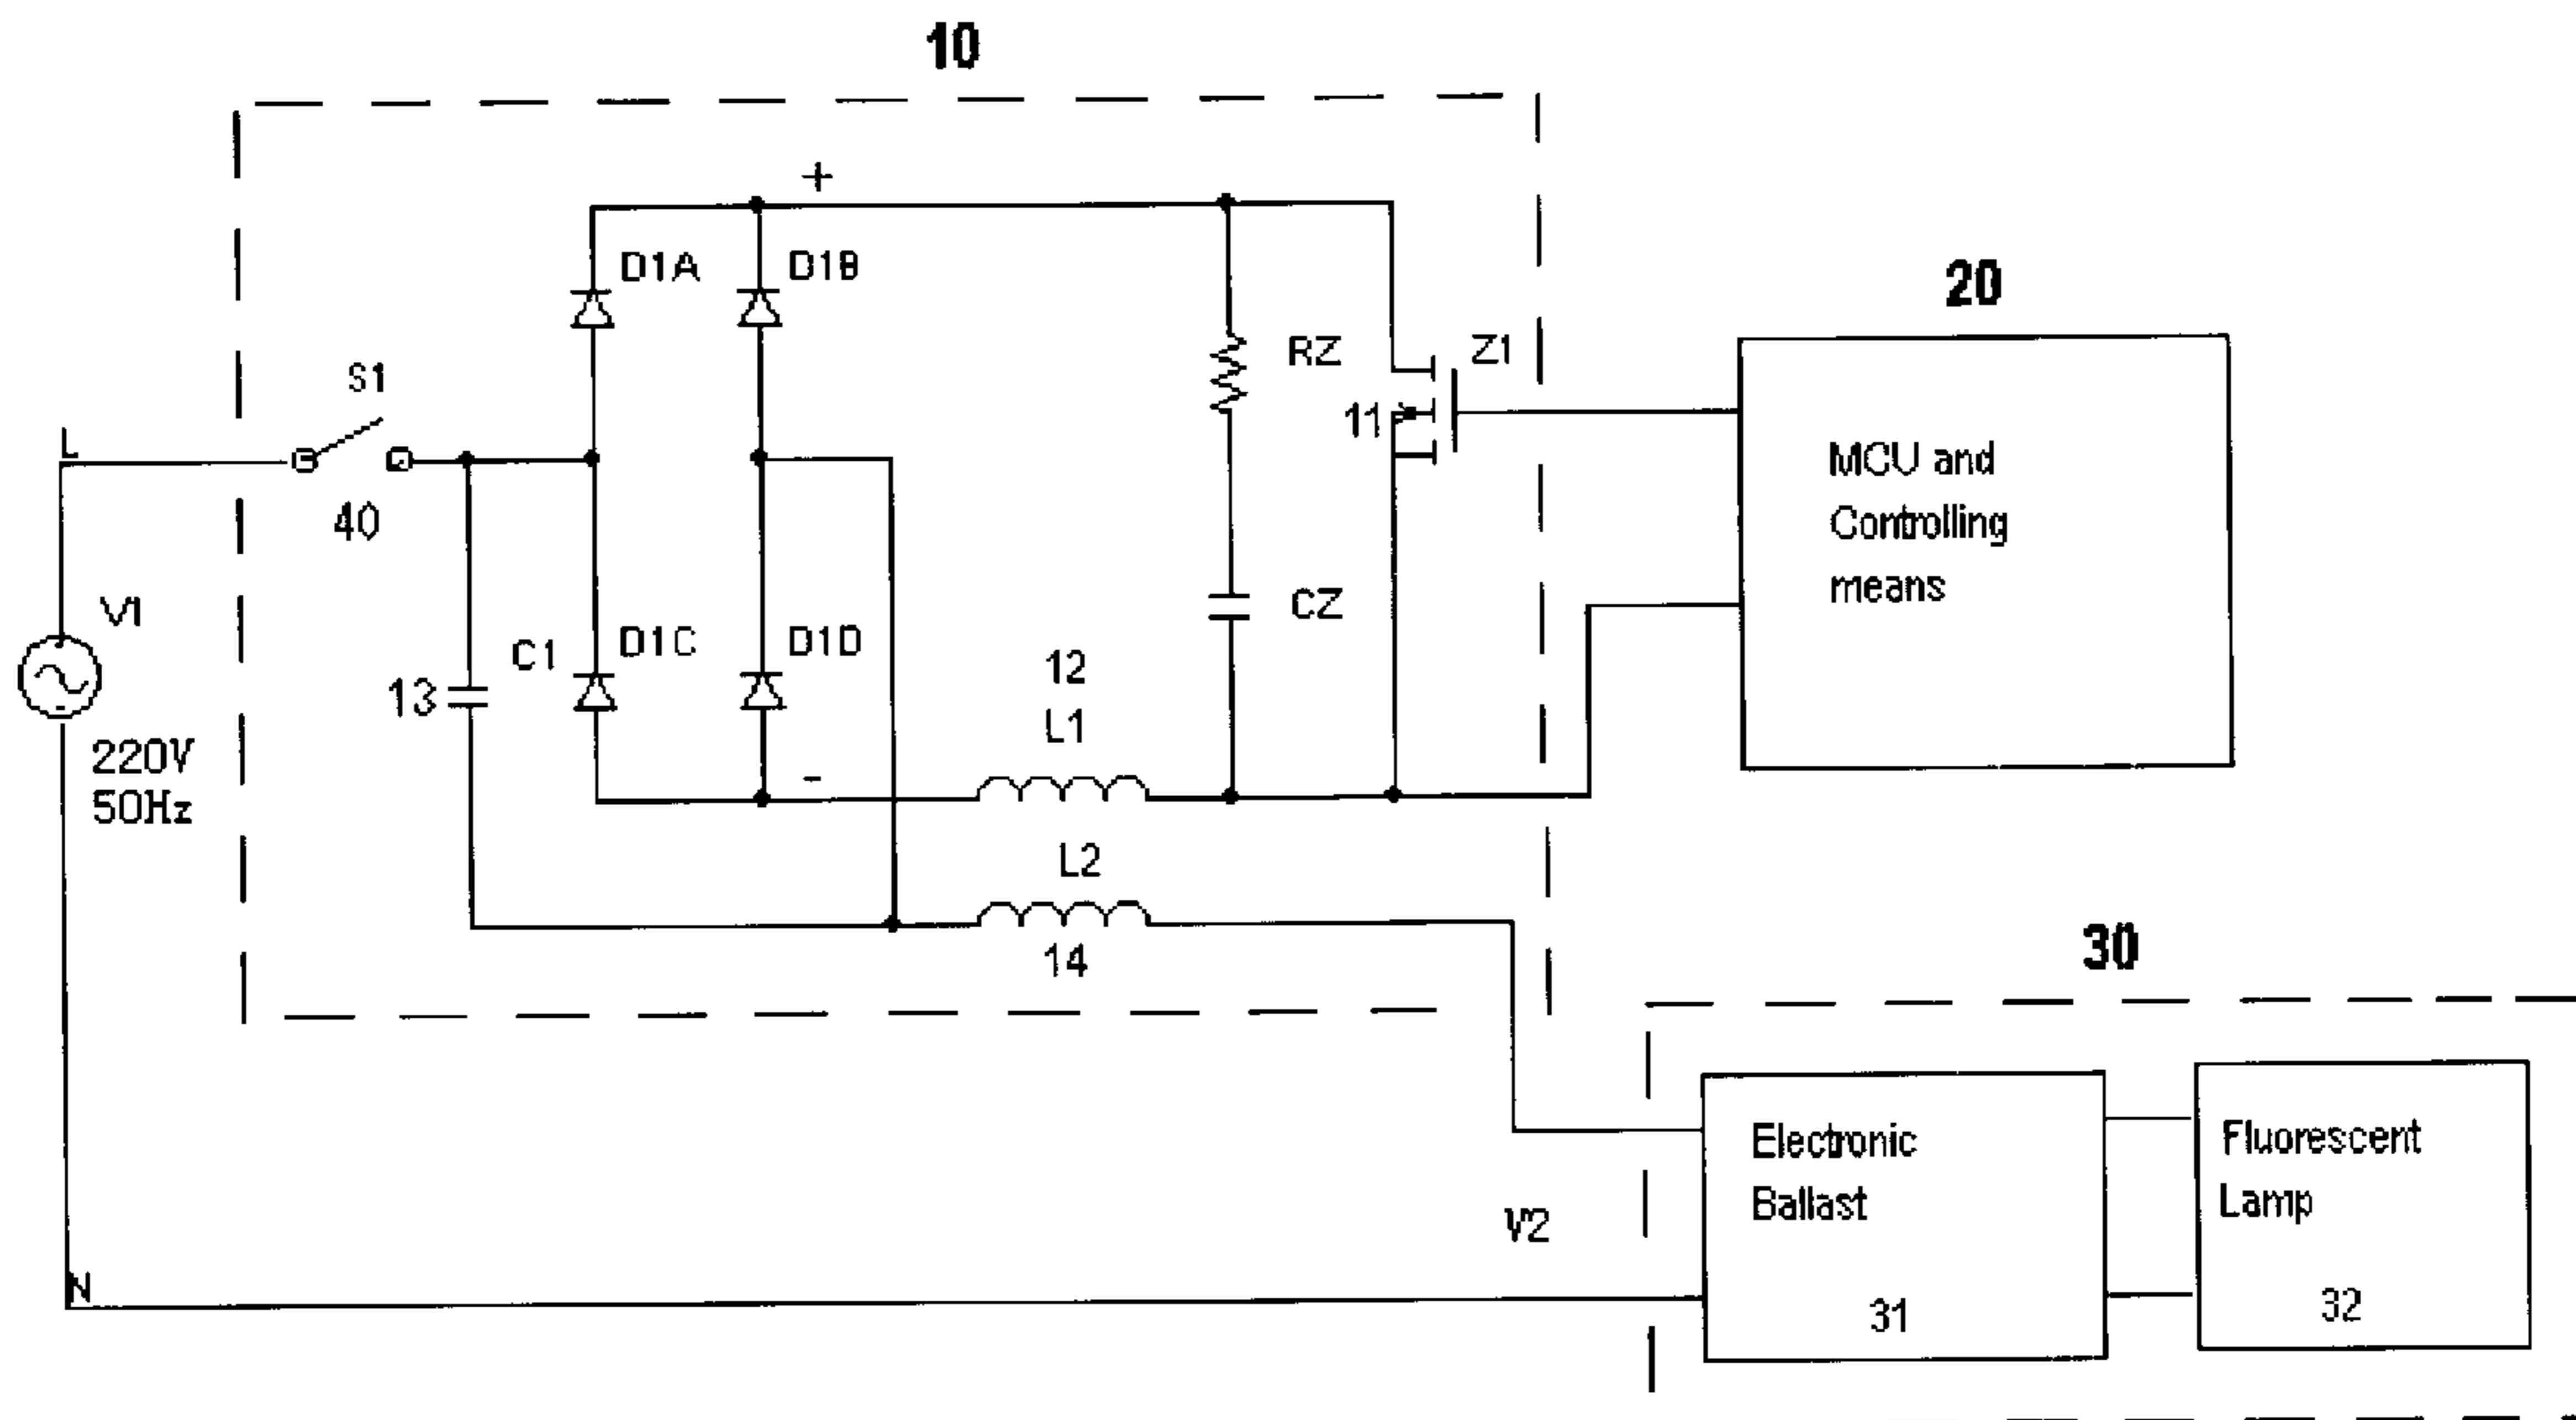 10
+
D1A
D1B
20
S1
RZ
Z1
11
L
40
MCU and
Controlling
means
V1
C1
D1C
D1D
CZ
13
12
L1
220V
50Hz
-
L2
14
30
Electronic
Ballast
Fluorescent
Lamp
V2
N
31
32